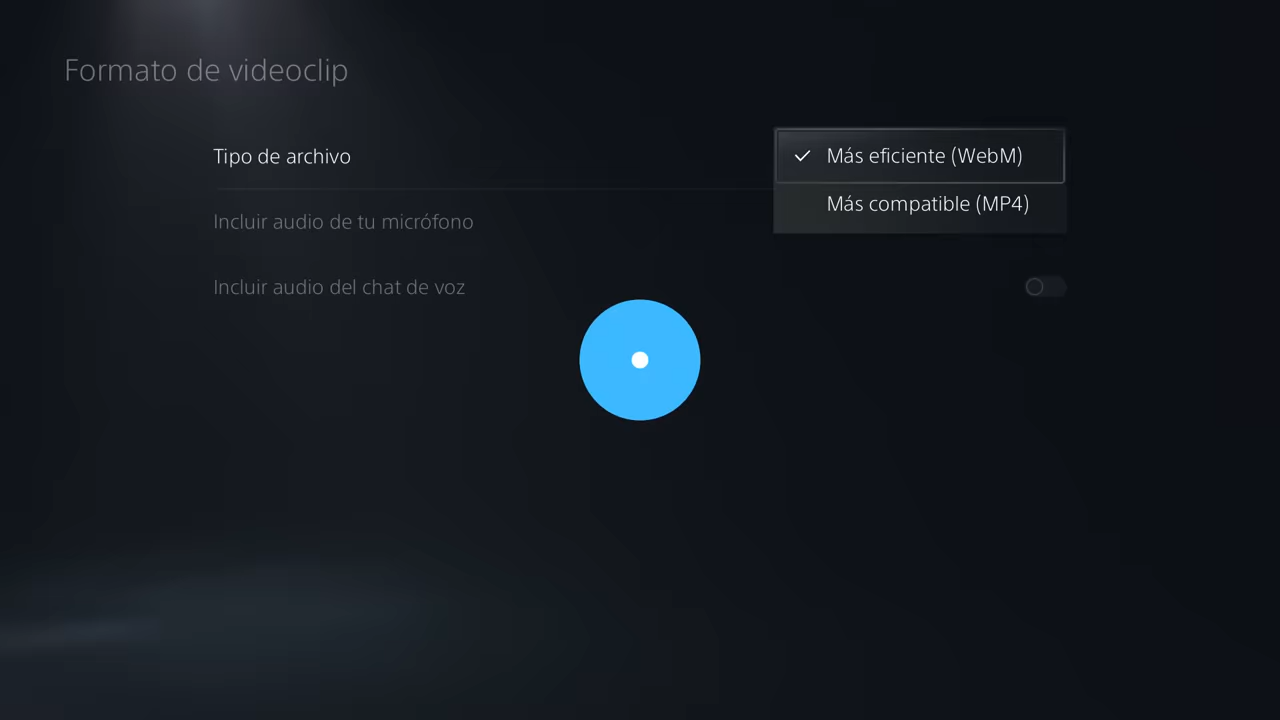 Formato de videoclip
Tipo de archivo
Más eficiente (WebM)
Más compatible (MP4)
Incluir audio de tu micrófono
Incluir audio del chat de voz